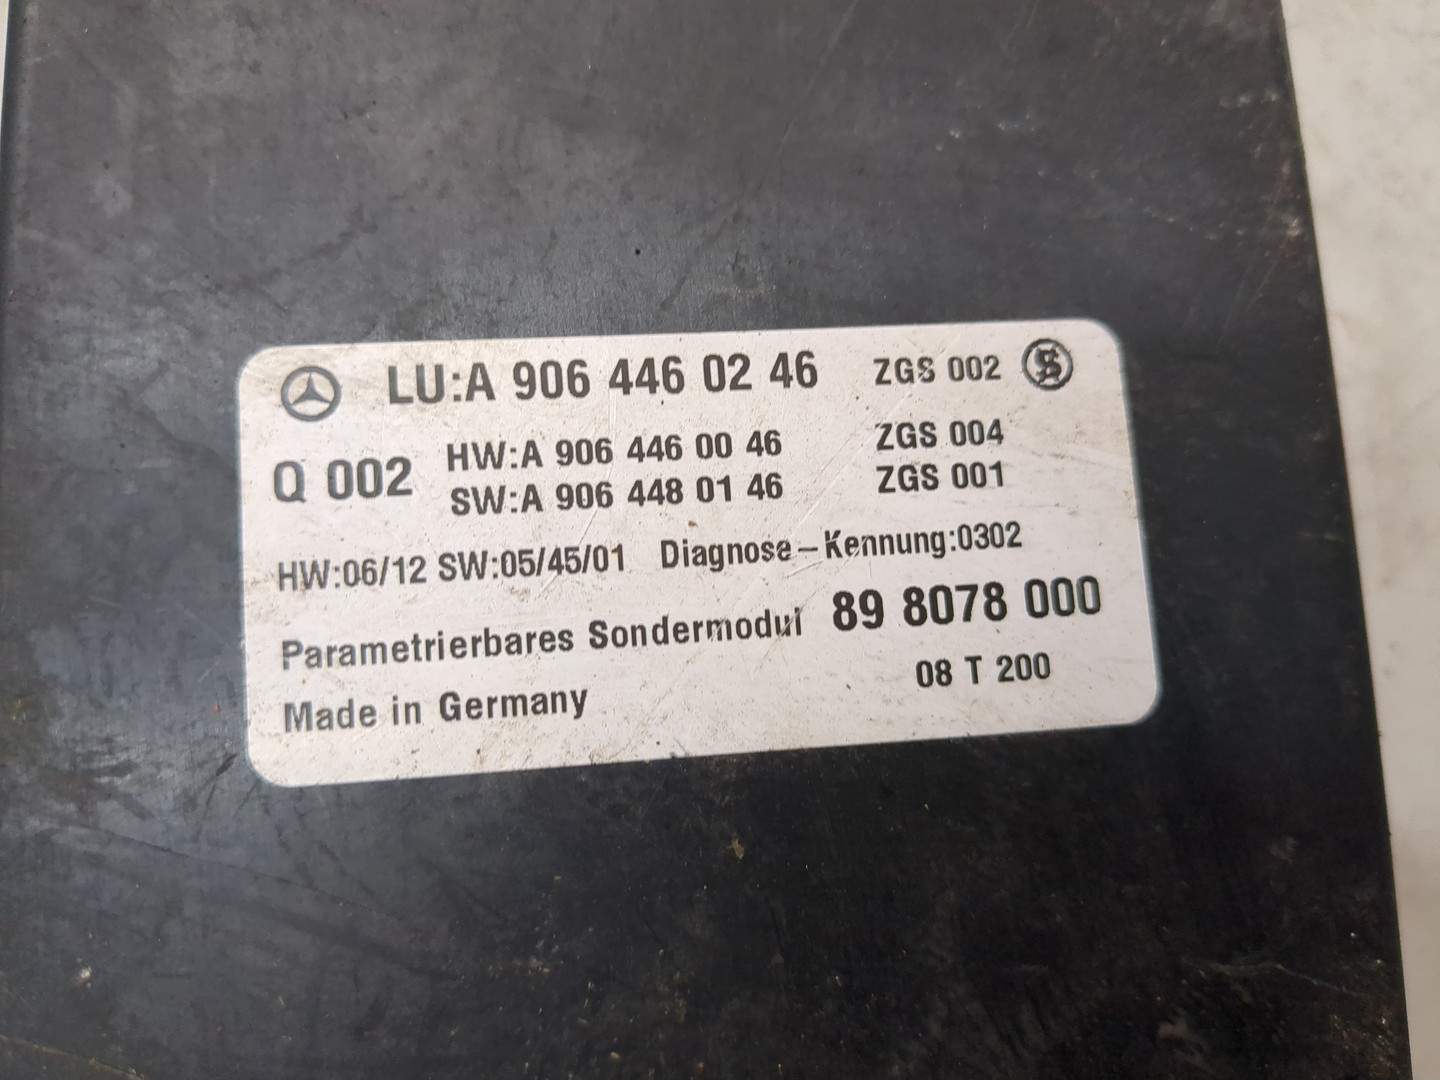 LU:A 906 446 02 46 ZGS 002
Q 002 HW:A 906 446 00 46 ZGS 004
SW:A 906 448 01 46 ZGS 001
HW:06/12 SW:05/45/01 Diagnose-Kennung:0302
Parametrierbares Sondermodul 89 8078 000
Made in Germany 08 T 200